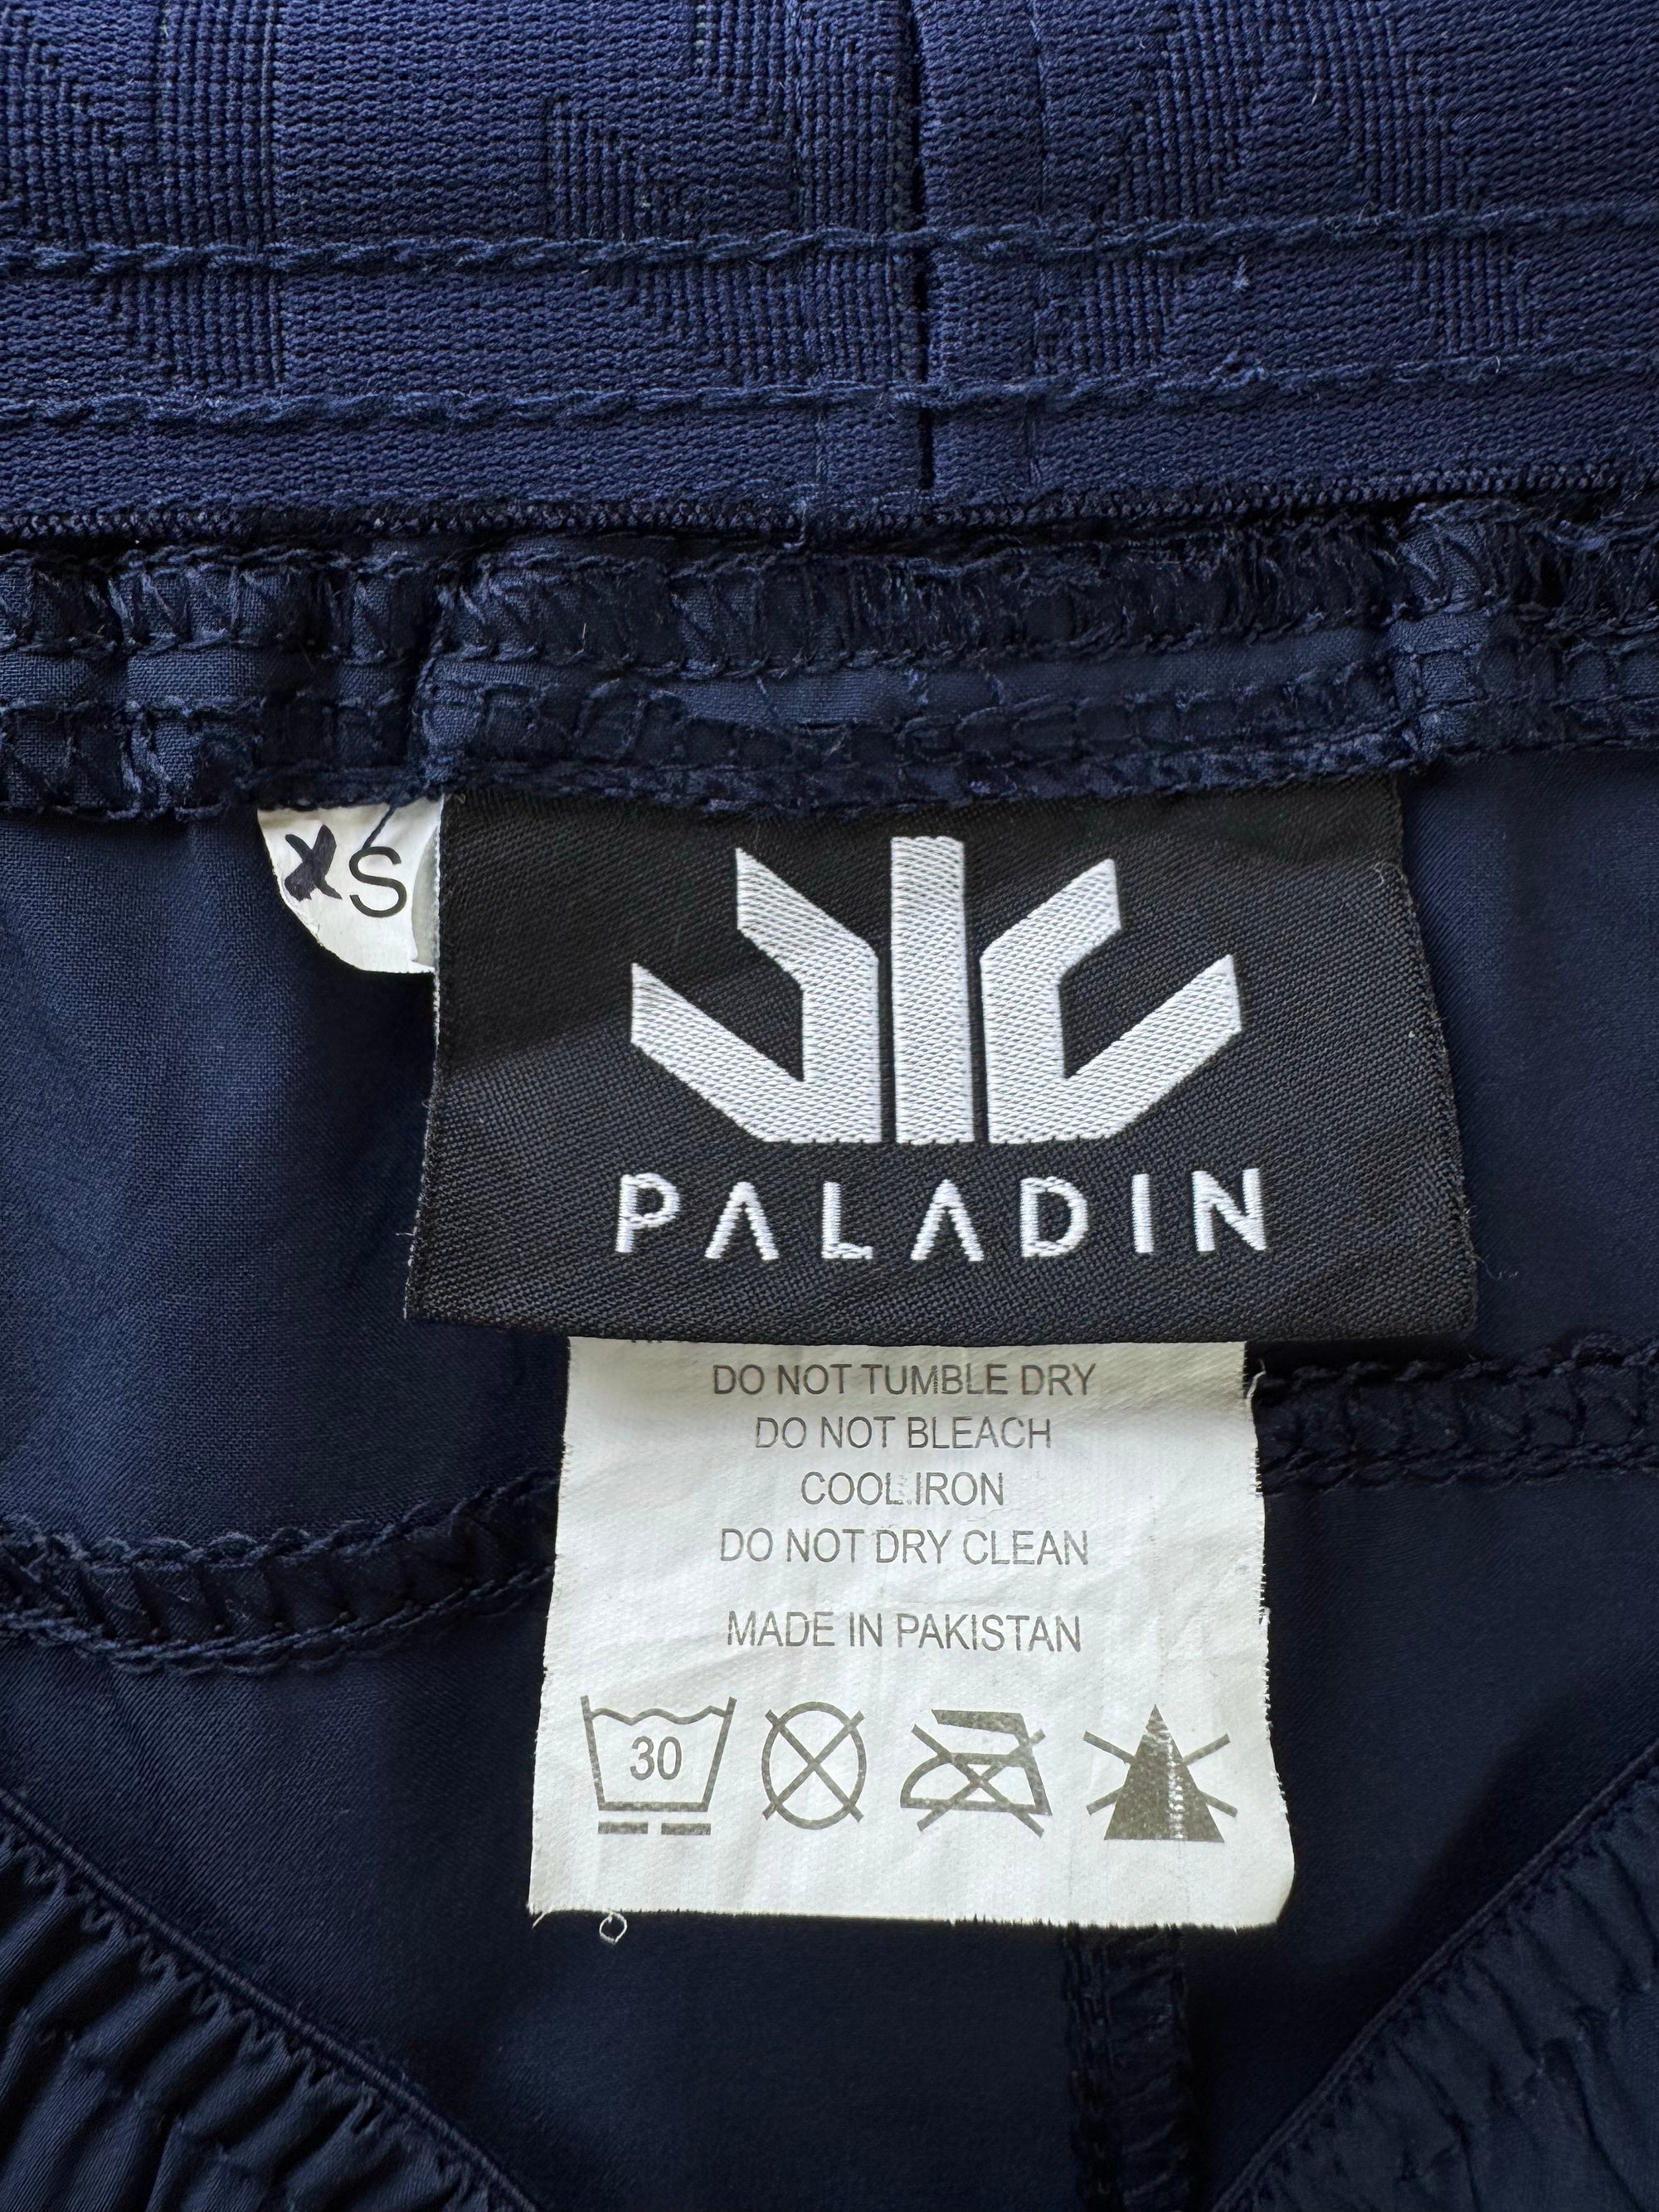 XS
PALADIN
DO NOT TUMBLE DRY
DO NOT BLEACH
COOL IRON
DO NOT DRY CLEAN
MADE IN PAKISTAN
30